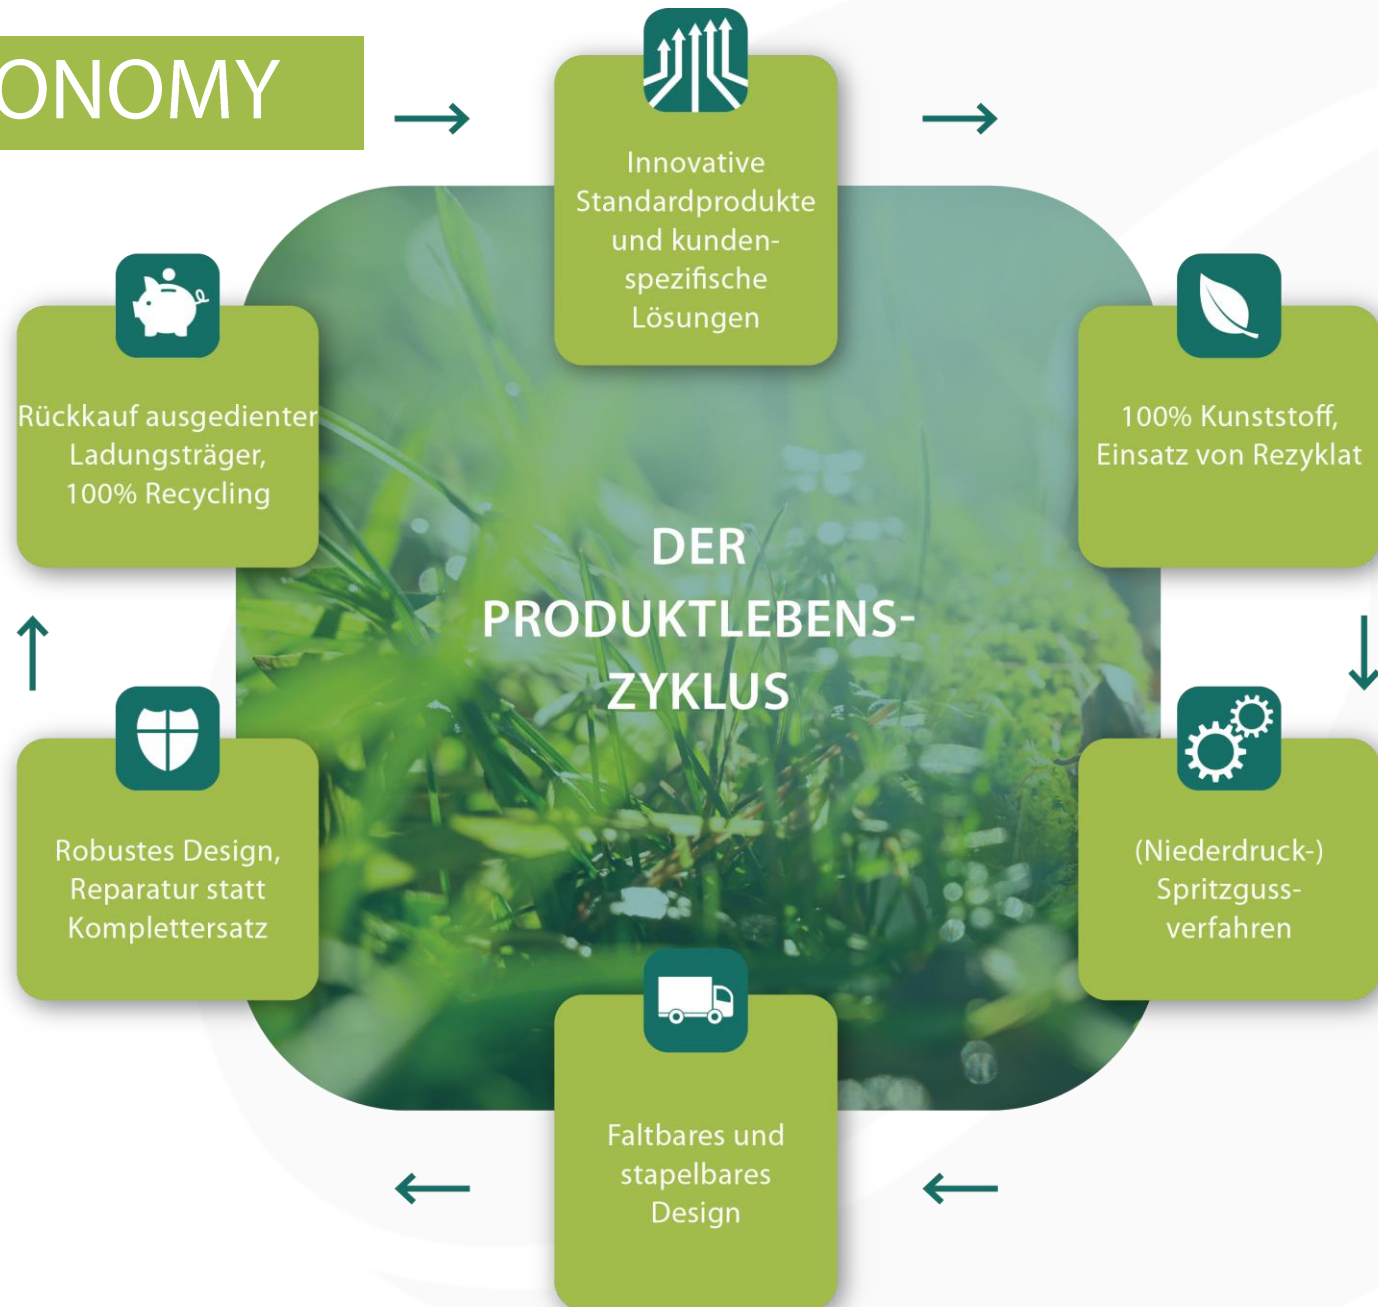 ONOMY
Innovative
Standardprodukte
und kunden-
spezifische
Lösungen
100% Kunststoff,
Einsatz von Rezyklat
(Niederdruck-)
Spritzguss-
verfahren
Faltbares und
stapelbares
Design
Robustes Design,
Reparatur statt
Komplettersatz
Rückkauf ausgedienter
Ladungsträger,
100% Recycling
DER
PRODUKTLEBENS-
ZYKLUS